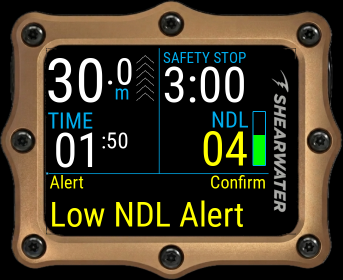 30.0 m
SAFETY STOP
3:00
TIME
01:50
NDL
04
Alert Confirm
Low NDL Alert
SHEARWATER